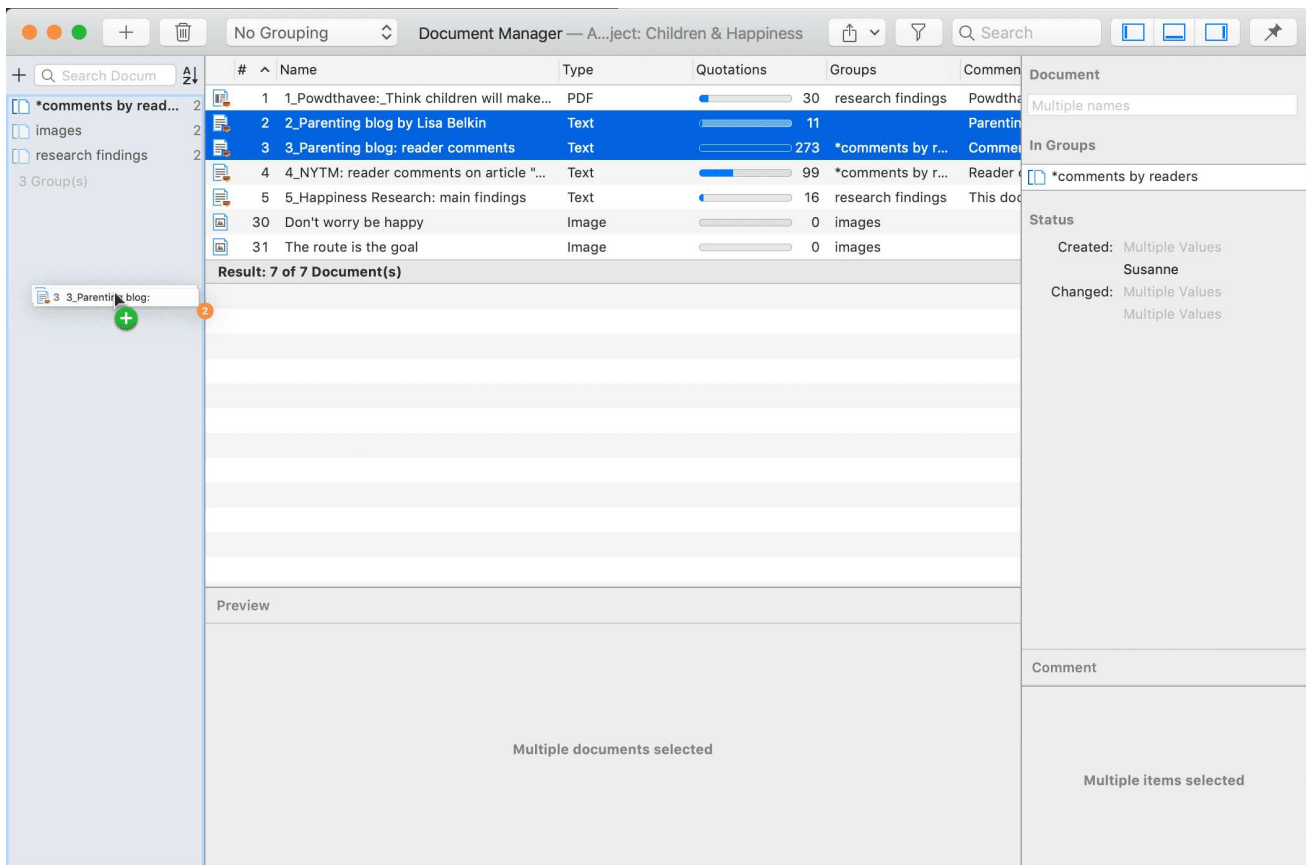 No Grouping Document Manager — A...ject: Children & Happiness Search
Search Docum
# Name Type Quotations Groups Commen
*comments by read... 2
images 2
research findings 2
3 Group(s)
1 1_Powdthavee:_Think children will make... PDF 30 research findings Powdtha
2 2_Parenting blog by Lisa Belkin Text 11 Parentin
3 3_Parenting blog: reader comments Text 273 *comments by r... Commer
4 4_NYTM: reader comments on article "... Text 99 *comments by r... Reader
5 5_Happiness Research: main findings Text 16 research findings This doc
30 Don't worry be happy Image 0 images
31 The route is the goal Image 0 images
Result: 7 of 7 Document(s)
3 3_Parenting blog:
2
Preview
Multiple documents selected
Document
Multiple names
In Groups
*comments by readers
Status
Created: Multiple Values
Susanne
Changed: Multiple Values
Multiple Values
Comment
Multiple items selected